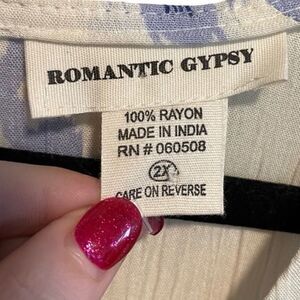 ROMANTIC GYPSY
100% RAYON
MADE IN INDIA
RN # 060508
2X
CARE ON REVERSE